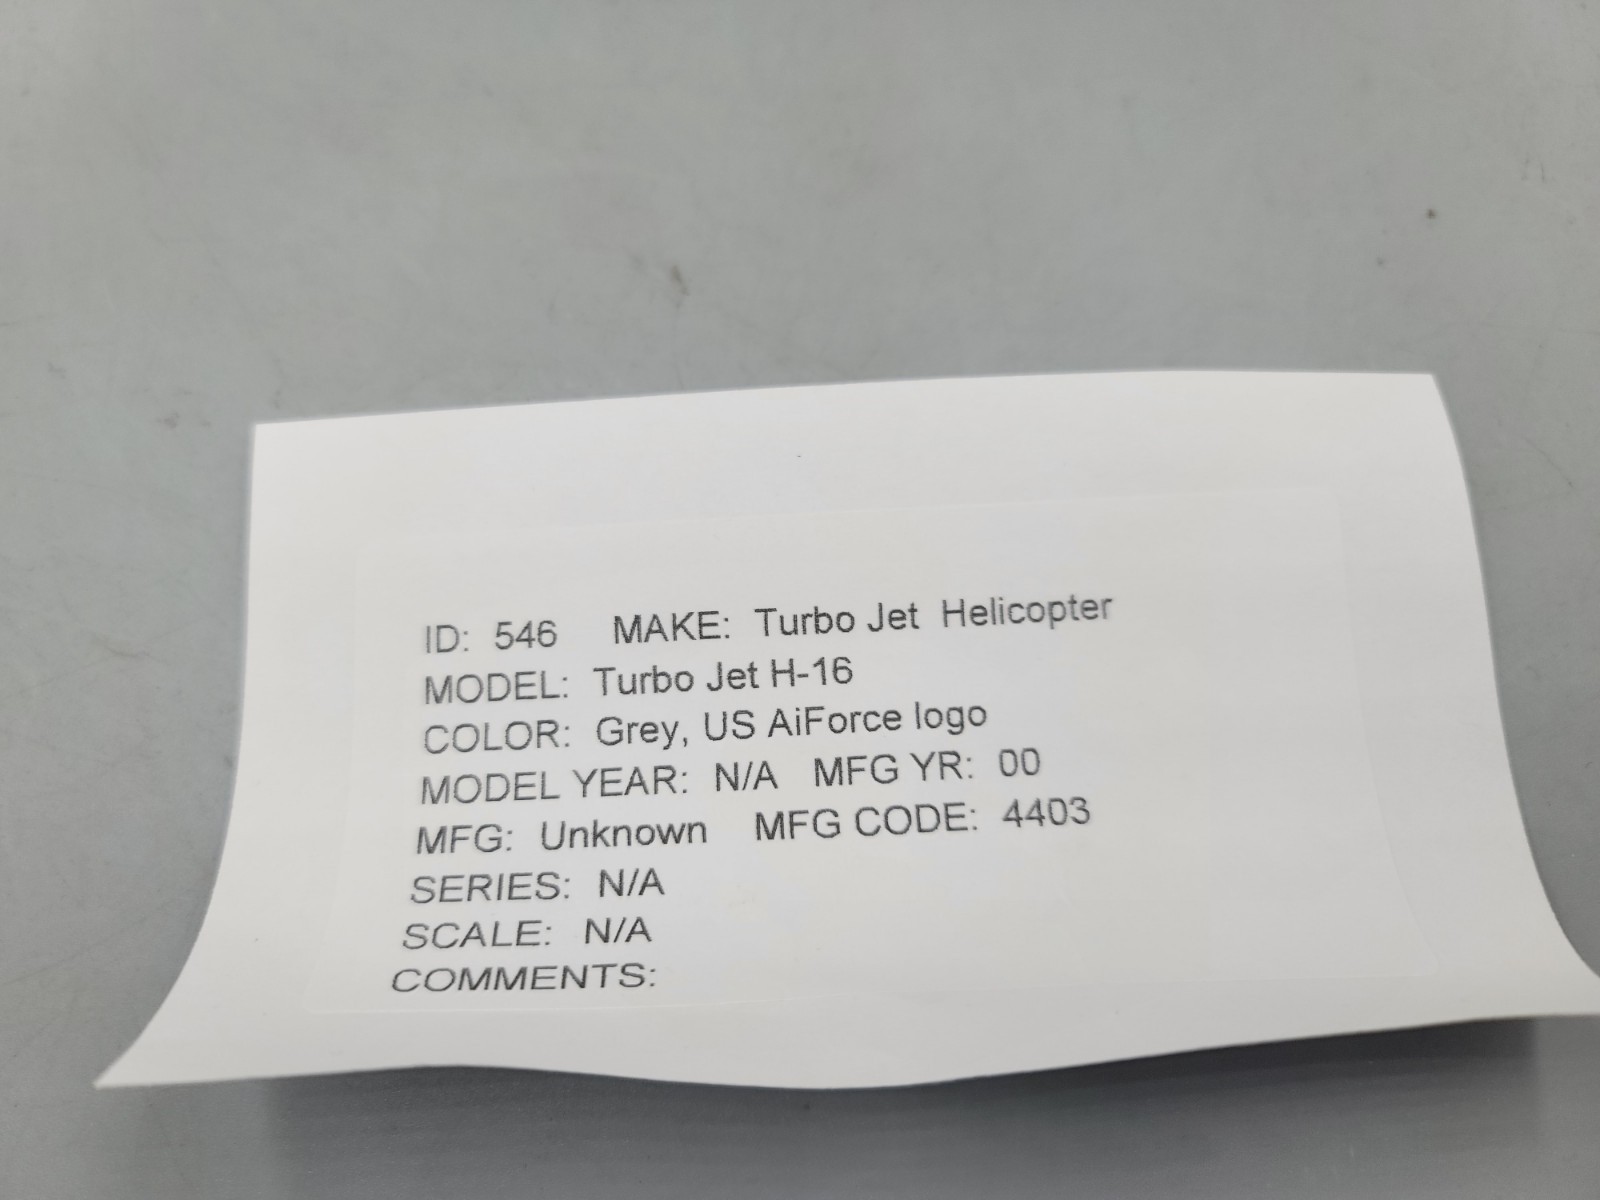 ID: 546 MAKE: Turbo Jet Helicopter
MODEL: Turbo Jet H-16
COLOR: Grey, US AiForce logo
MODEL YEAR: N/A MFG YR: 00
MFG: Unknown MFG CODE: 4403
SERIES: N/A
SCALE: N/A
COMMENTS: